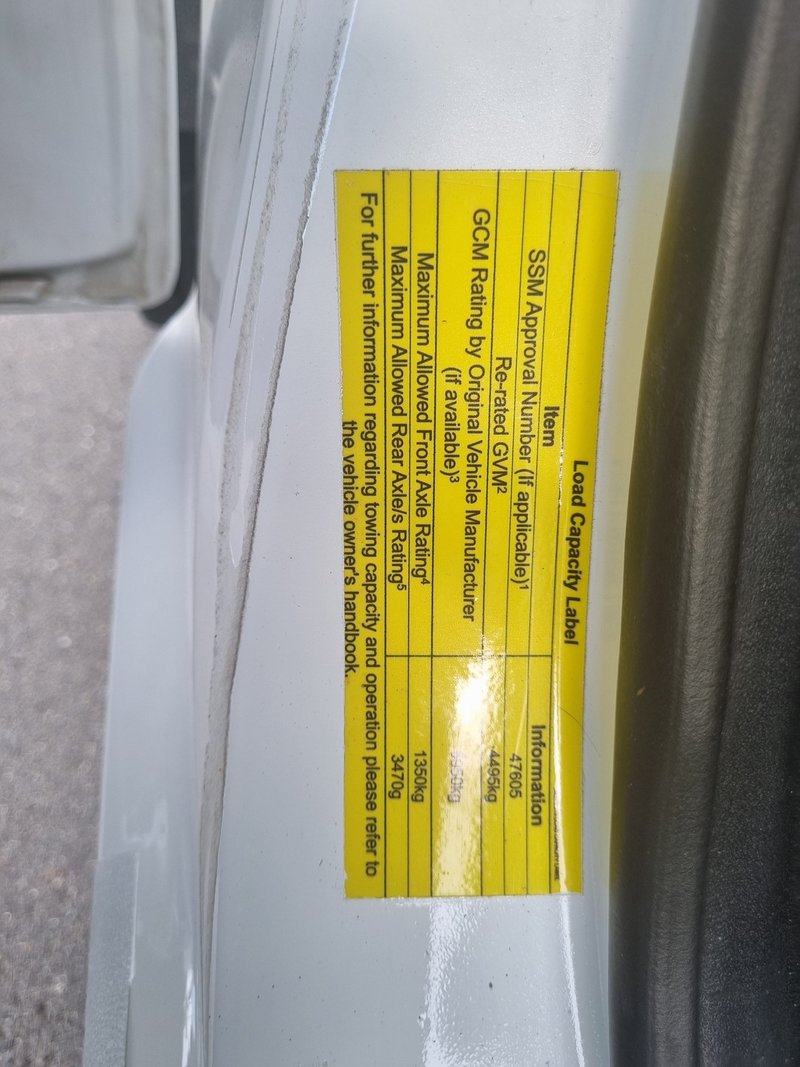 Load Capacity Label
Item Information
SSM Approval Number (If applicable)¹ 47605
Re-rated GVM² 4495kg
GCM Rating by Original Vehicle Manufacturer
(if available)³
Maximum Allowed Front Axle Rating⁴ 1350kg
Maximum Allowed Rear Axle/s Rating⁵ 3470g
For further information regarding towing capacity and operation please refer to
the vehicle owner's handbook.